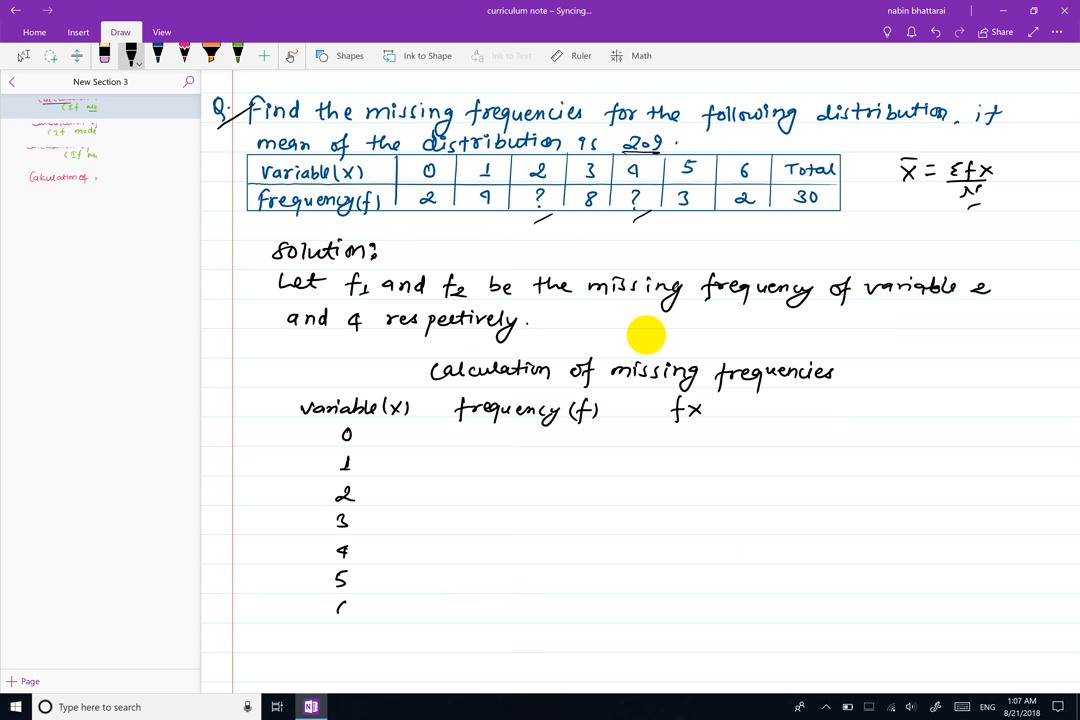 curriculum note – Syncing...
nabin bhattarai
Home Insert Draw View
Share
Shapes Ink to Shape Ink to Text Ruler Math
New Section 3
Calculation of ,
Q. Find the missing frequencies for the following distribution. if
mean of the distribution is 2.9.
Variable(x) 0 1 2 3 4 5 6 Total
frequency(f) 2 4 ? 8 ? 3 2 30
x̄ = Σfx / N
Solution:
Let f1 and f2 be the missing frequency of variable 2
and 4 respectively.
Calculation of missing frequencies
variable(x) frequency(f) fx
0
1
2
3
4
5
+ Page
Type here to search
ENG
1:07 AM
8/21/2018